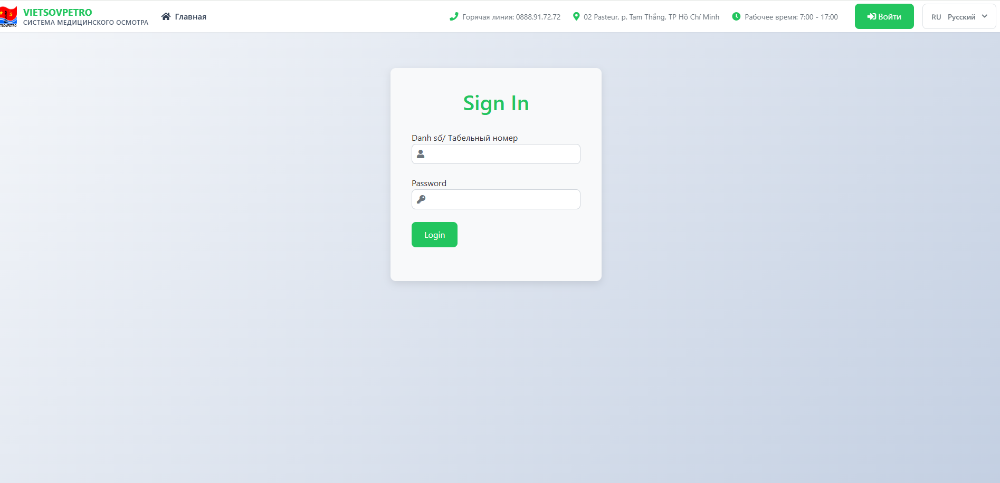 VIETSOVPETRO
СИСТЕМА МЕДИЦИНСКОГО ОСМОТРА
Главная
Горячая линия: 0888.91.72.72
02 Pasteur, p. Tam Thắng, TP Hồ Chí Minh
Рабочее время: 7:00 - 17:00
Войти
RU Русский
Sign In
Danh số/ Табельный номер
Password
Login